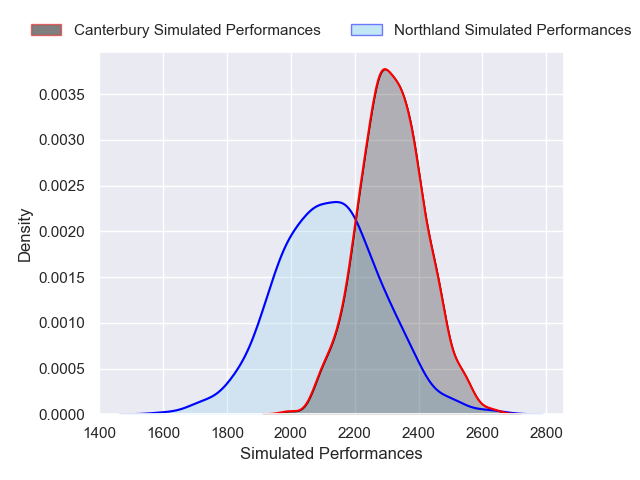 Canterbury Simulated Performances Northland Simulated Performances
0.0035
0.0030
0.0025
0.0020
0.0015
0.0010
0.0005
0.0000
Density
1400 1600 1800 2000 2200 2400 2600 2800
Simulated Performances